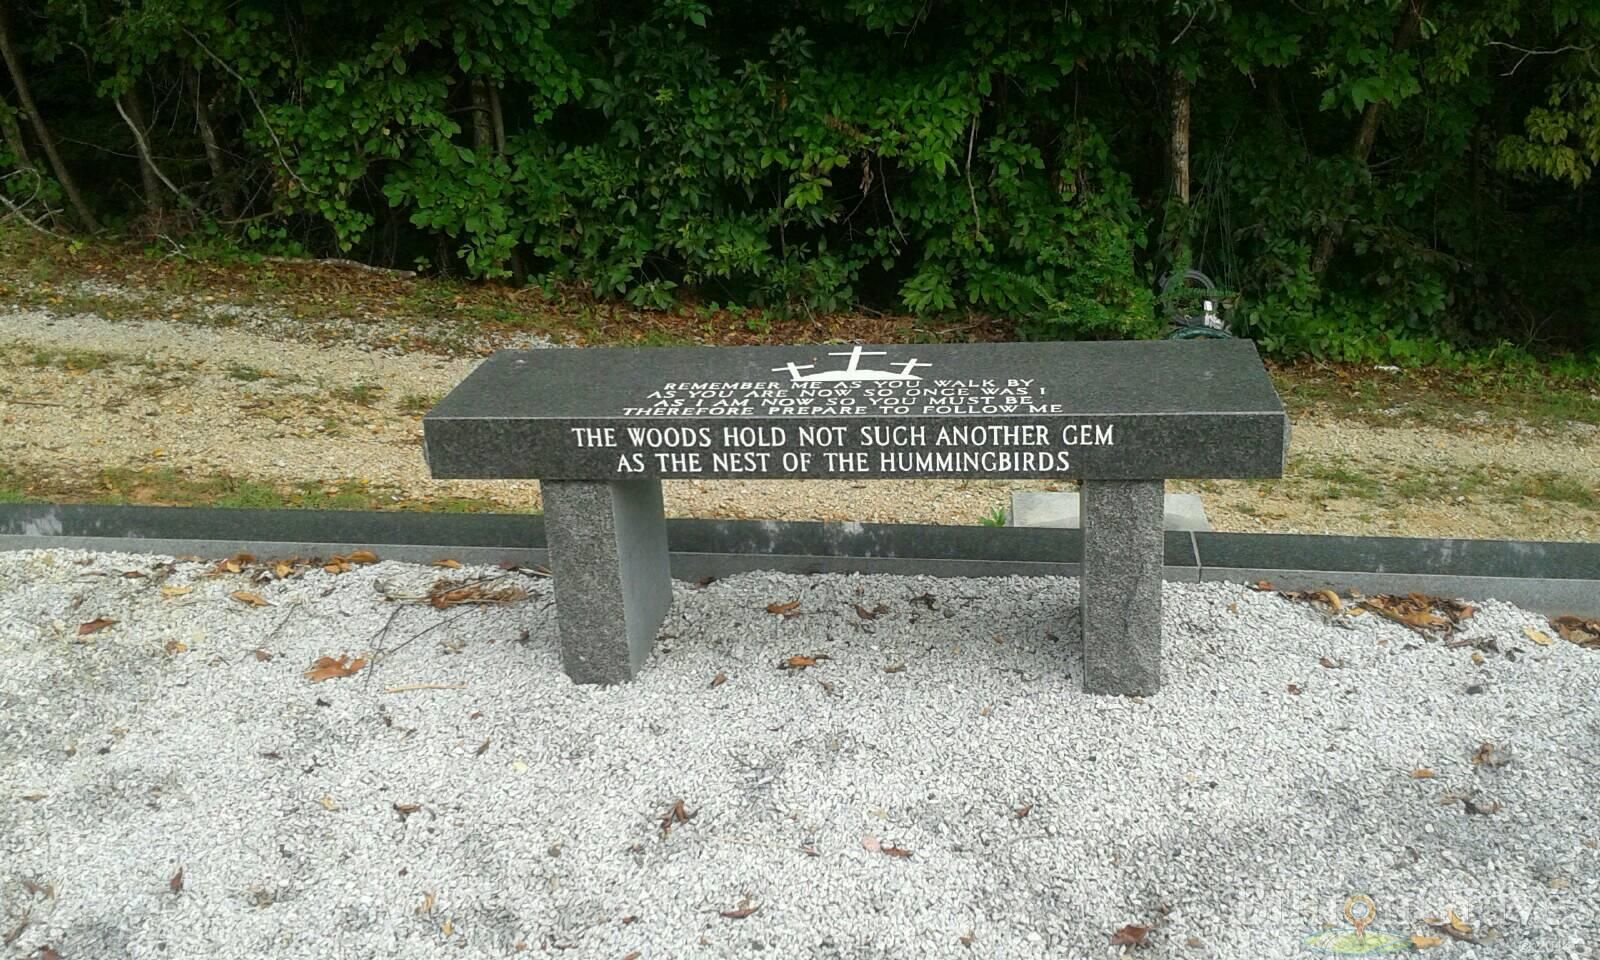 REMEMBER ME AS YOU WALK BY
AS YOU ARE NOW SO ONCE WAS I
AS I AM NOW SO YOU MUST BE
THEREFORE PREPARE TO FOLLOW ME
THE WOODS HOLD NOT SUCH ANOTHER GEM
AS THE NEST OF THE HUMMINGBIRDS